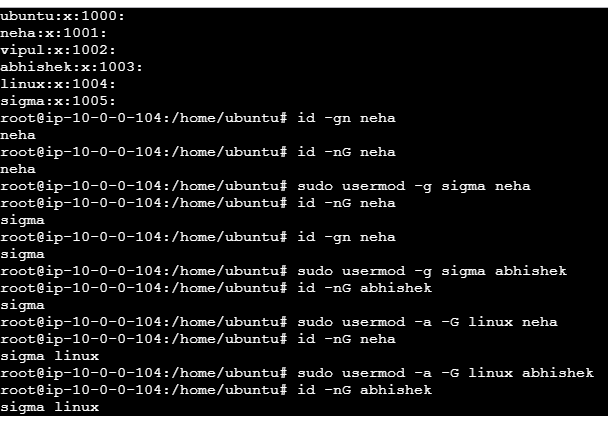 ubuntu:x:1000:
neha:x:1001:
vipul:x:1002:
abhishek:x:1003:
linux:x:1004:
sigma:x:1005:
root@ip-10-0-0-104:/home/ubuntu# id -gn neha
neha
root@ip-10-0-0-104:/home/ubuntu# id -nG neha
neha
root@ip-10-0-0-104:/home/ubuntu# sudo usermod -g sigma neha
root@ip-10-0-0-104:/home/ubuntu# id -nG neha
sigma
root@ip-10-0-0-104:/home/ubuntu# id -gn neha
sigma
root@ip-10-0-0-104:/home/ubuntu# sudo usermod -g sigma abhishek
root@ip-10-0-0-104:/home/ubuntu# id -nG abhishek
sigma
root@ip-10-0-0-104:/home/ubuntu# sudo usermod -a -G linux neha
root@ip-10-0-0-104:/home/ubuntu# id -nG neha
sigma linux
root@ip-10-0-0-104:/home/ubuntu# sudo usermod -a -G linux abhishek
root@ip-10-0-0-104:/home/ubuntu# id -nG abhishek
sigma linux